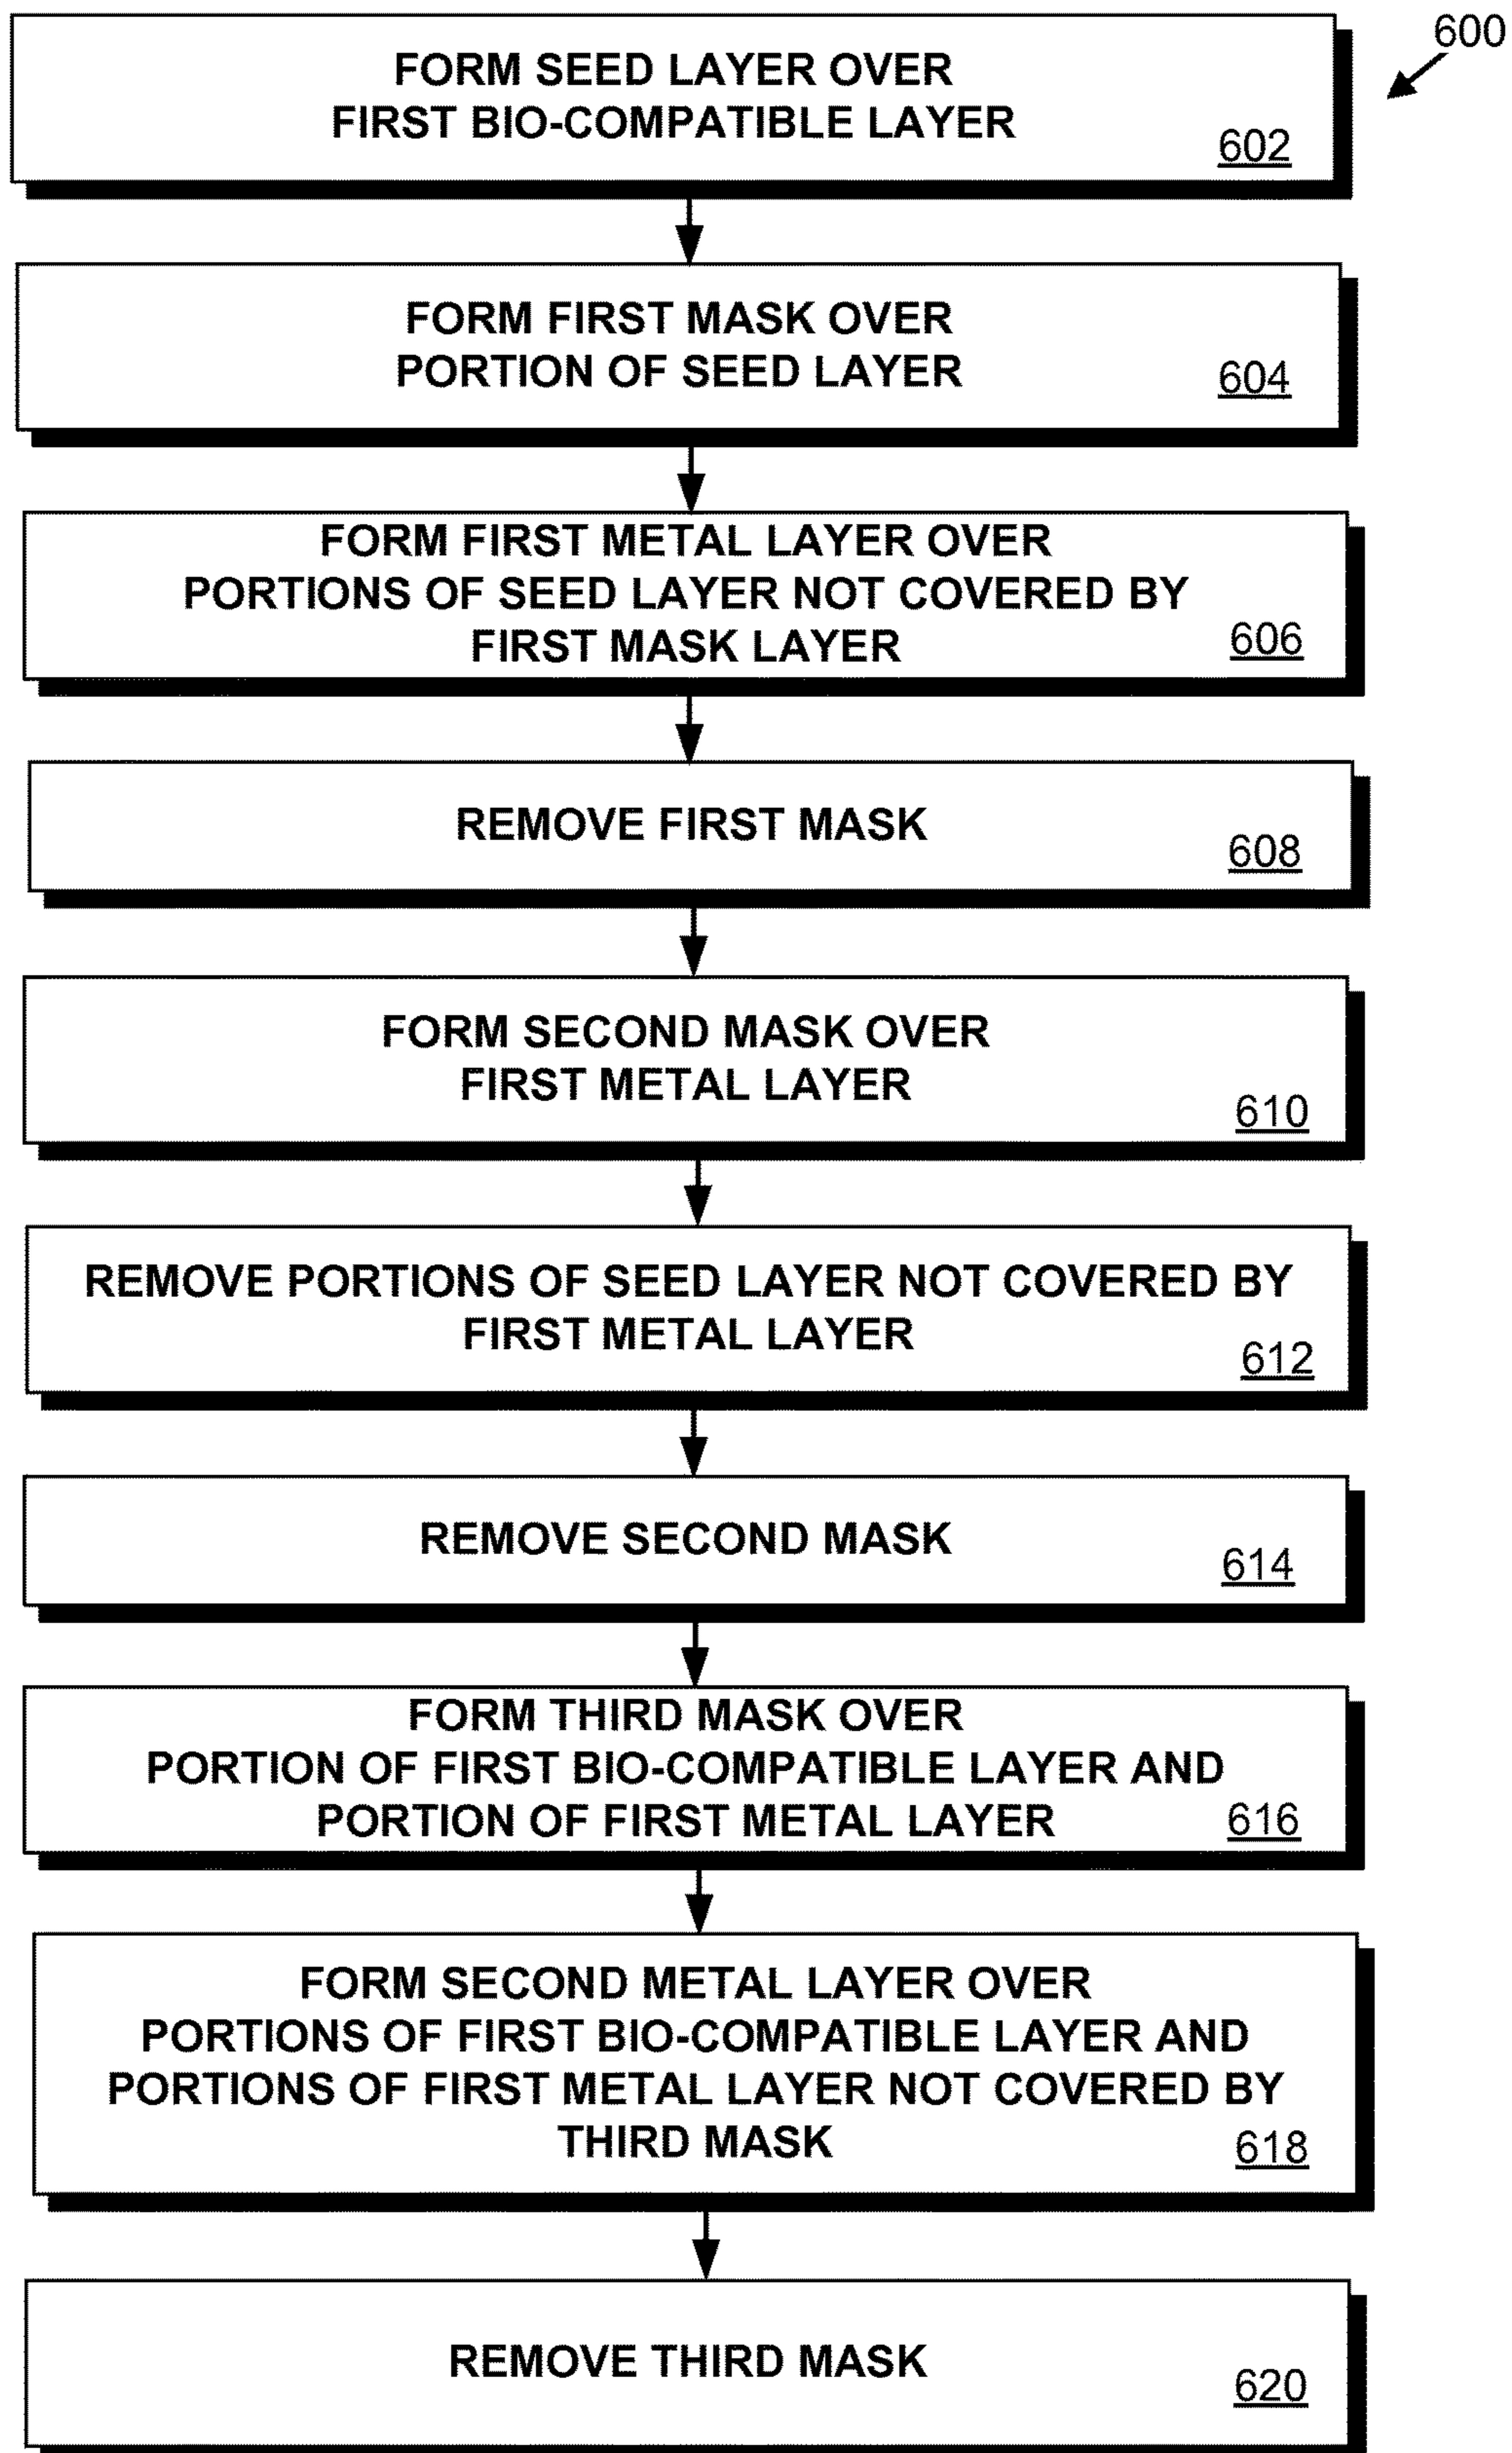 600
FORM SEED LAYER OVER
FIRST BIO-COMPATIBLE LAYER
602
FORM FIRST MASK OVER
PORTION OF SEED LAYER
604
FORM FIRST METAL LAYER OVER
PORTIONS OF SEED LAYER NOT COVERED BY
FIRST MASK LAYER
606
REMOVE FIRST MASK
608
FORM SECOND MASK OVER
FIRST METAL LAYER
610
REMOVE PORTIONS OF SEED LAYER NOT COVERED BY
FIRST METAL LAYER
612
REMOVE SECOND MASK
614
FORM THIRD MASK OVER
PORTION OF FIRST BIO-COMPATIBLE LAYER AND
PORTION OF FIRST METAL LAYER
616
FORM SECOND METAL LAYER OVER
PORTIONS OF FIRST BIO-COMPATIBLE LAYER AND
PORTIONS OF FIRST METAL LAYER NOT COVERED BY
THIRD MASK
618
REMOVE THIRD MASK
620